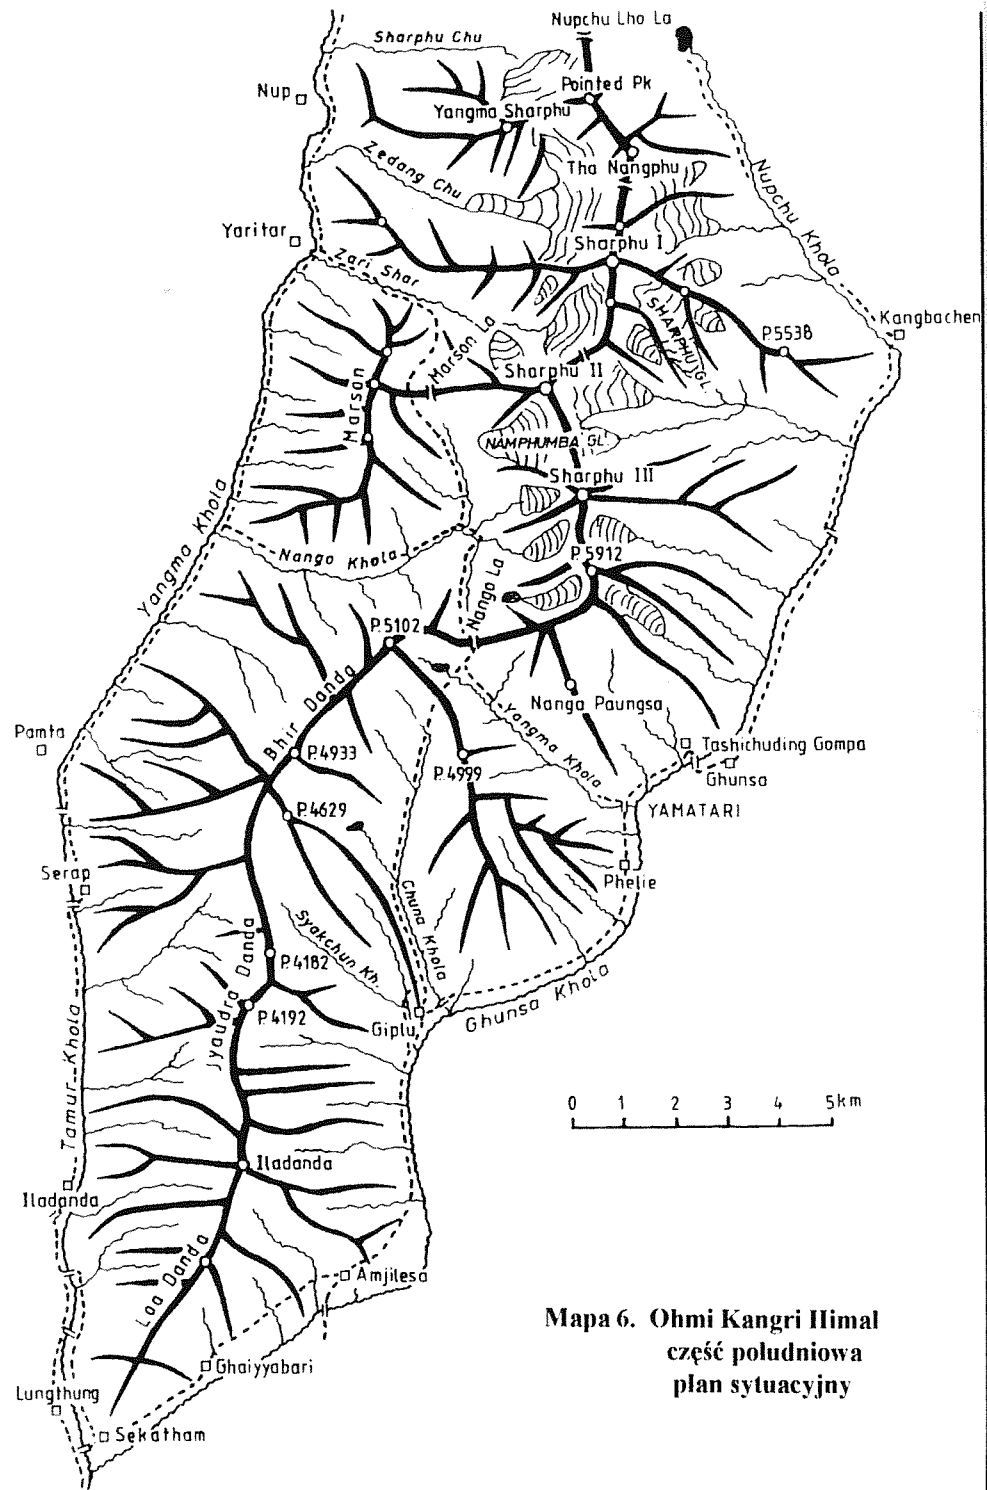 Nupchu Lho La
Sharphu Chu
Pointed Pk
Nup
Yangma Sharphu
Zedang Chu
Tha Nangphu
Nupchu Khola
Yaritar
Sharphu I
Zari Shar
SHARPHU GL.
Kangbachen
P.5538
Marson La
Sharphu II
Marsan
NAMPHUMBA GL.
Sharphu III
Yangma Khola
Nango Khola
P.5912
Nango La
P.5102
Nanga Paungsa
Bhir Danda
Yangma Khola
Pamta
Tashichuding Gompa
P.4933
P.4999
Ghunsa
P.4629
YAMATARI
Serap
Phelie
Chuna Khola
Syakchun Kh.
Jyaudra Danda
P.4182
P.4192
Giplu
Ghunsa Khola
Tamur Khola
0 1 2 3 4 5km
Iladanda
Iladanda
Laa Danda
Amjilesa
Mapa 6. Ohmi Kangri Himal
część południowa
plan sytuacyjny
Ghaiyyabari
Lungthung
Sekatham